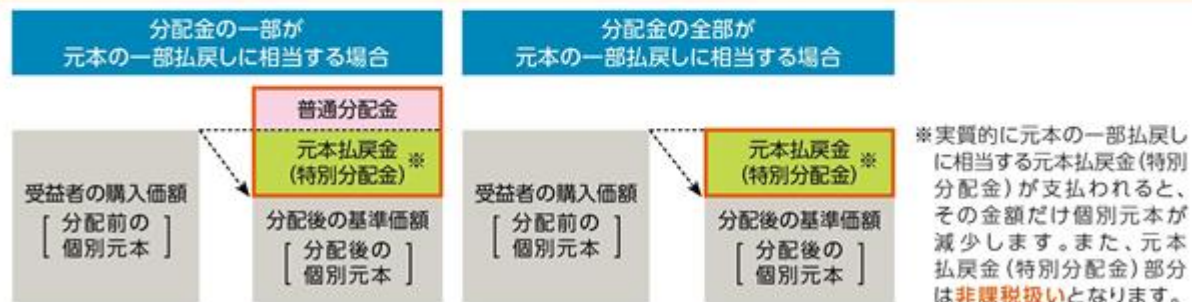 分配金の一部が
元本の一部払戻しに相当する場合
普通分配金
元本払戻金
(特別分配金)※
受益者の購入価額
[分配前の
個別元本]
分配後の基準価額
[分配後の
個別元本]
分配金の全部が
元本の一部払戻しに相当する場合
元本払戻金
(特別分配金)※
受益者の購入価額
[分配前の
個別元本]
分配後の基準価額
[分配後の
個別元本]
※実質的に元本の一部払戻し
に相当する元本払戻金(特別
分配金)が支払われると、
その金額だけ個別元本が
減少します。また、元本
払戻金(特別分配金)部分
は非課税扱いとなります。